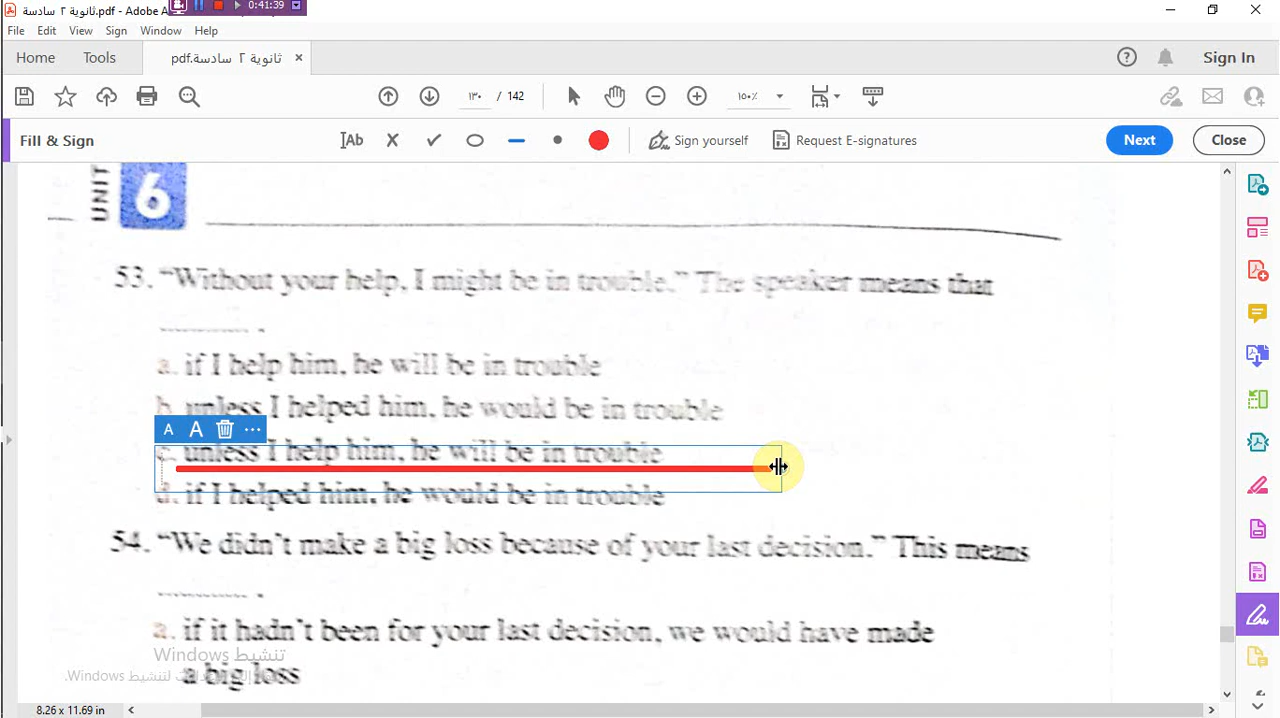 ثانوية ٢ سادسة.pdf - Adobe A
0:41:39
File Edit View Sign Window Help
Home Tools ثانوية ٢ سادسة.pdf × Sign In
١٣٠ / 142 ١٥٠٪
Fill & Sign Ab Sign yourself Request E-signatures Next Close
UNIT 6
53. “Without your help, I might be in trouble.” The speaker means that
.............. .
a. if I help him, he will be in trouble
b. unless I helped him, he would be in trouble
A A
c. unless I help him, he will be in trouble
d. if I helped him, he would be in trouble
54. “We didn't make a big loss because of your last decision.” This means
.............. .
a. if it hadn't been for your last decision, we would have made
a big loss
تنشيط Windows
لتنشيط Windows.
8.26 x 11.69 in